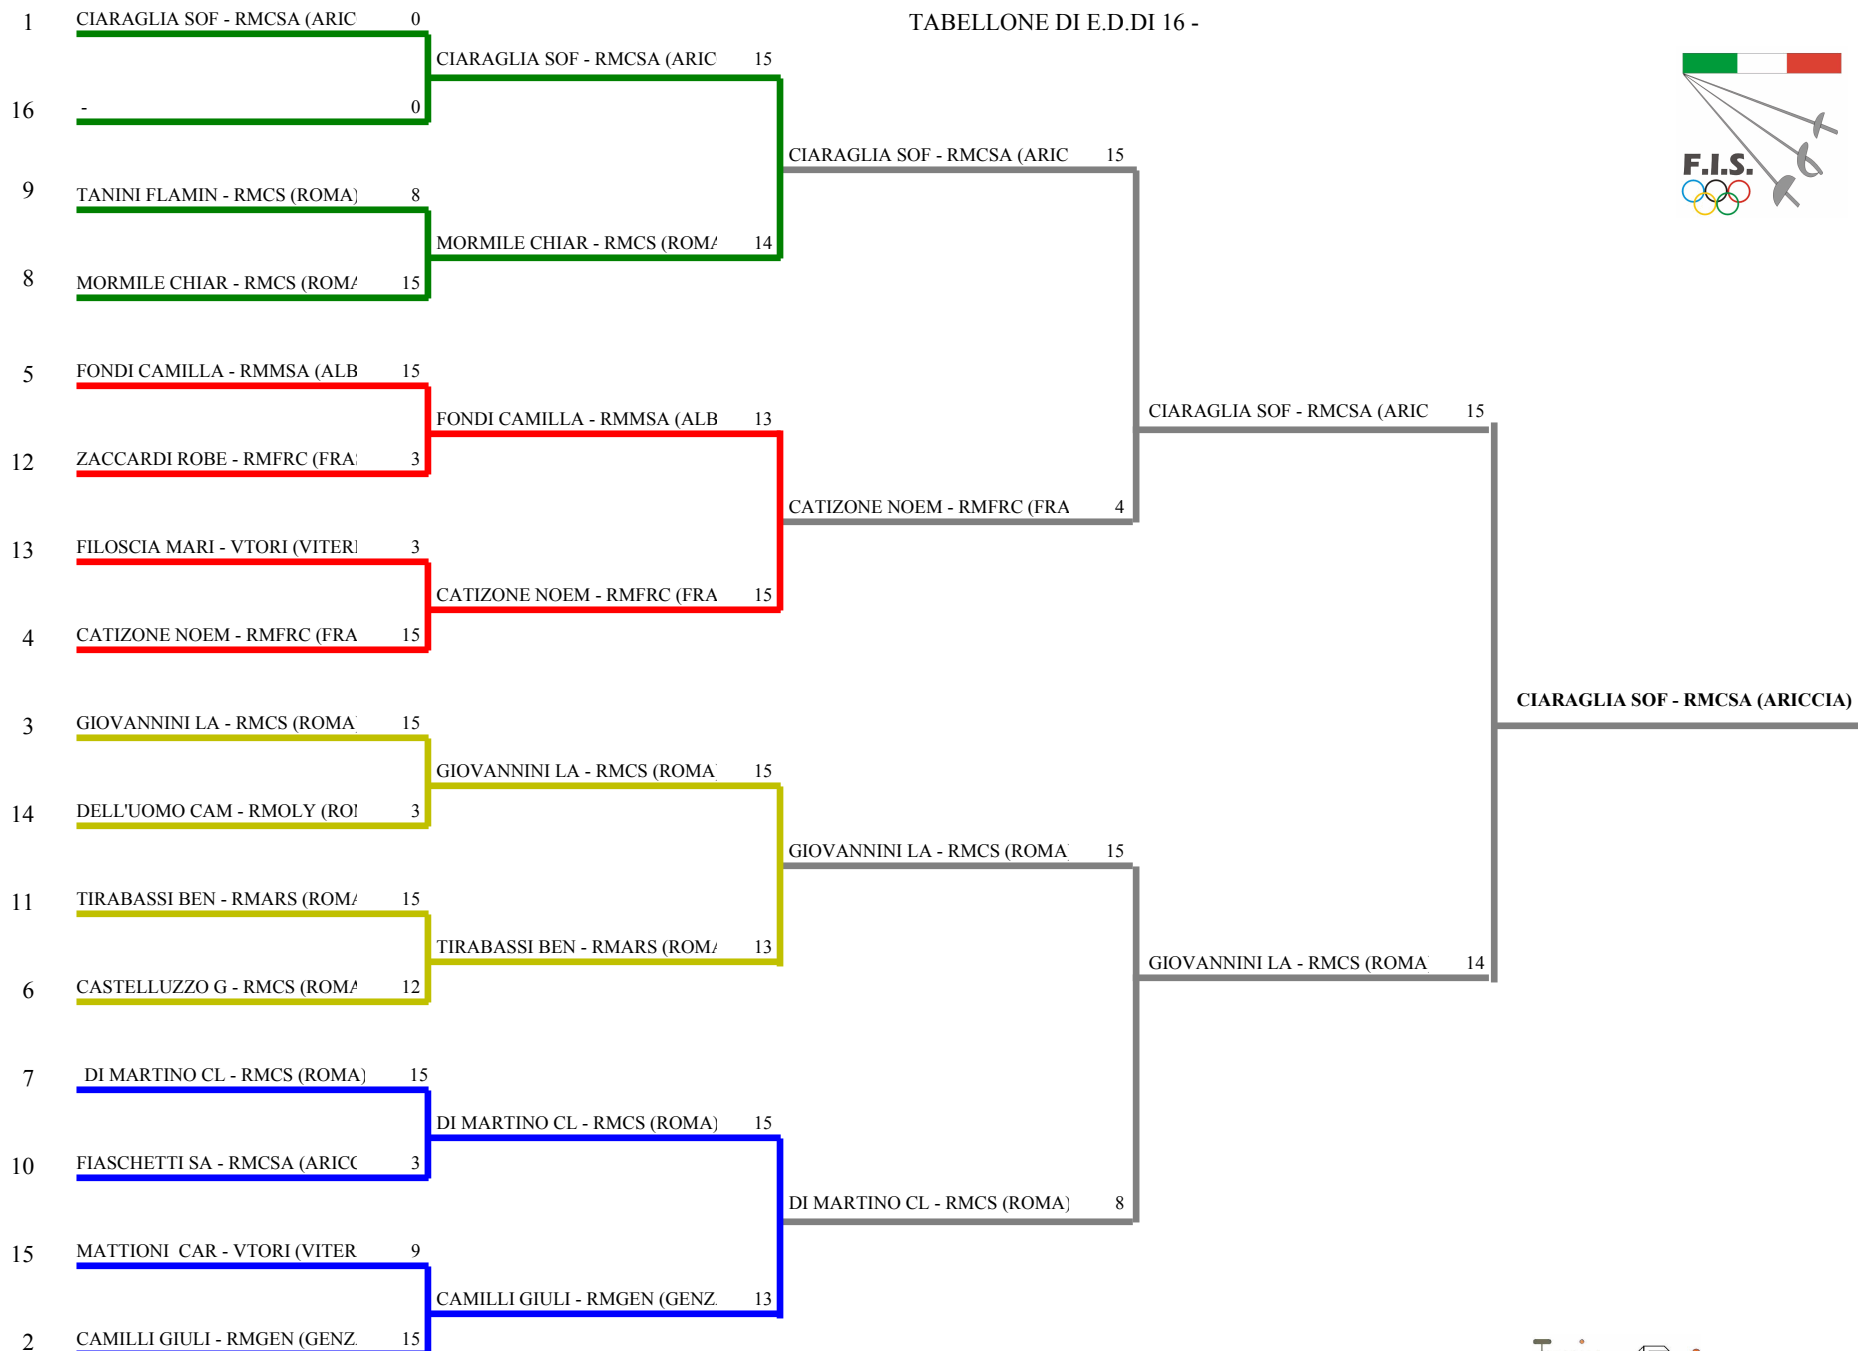 TABELLONE DI E.D.DI 16 -
F.I.S.
1 CIARAGLIA SOF - RMCSA (ARIC 0
16 - 0
9 TANINI FLAMIN - RMCS (ROMA) 8
8 MORMILE CHIAR - RMCS (ROMA 15
5 FONDI CAMILLA - RMMSA (ALB 15
12 ZACCARDI ROBE - RMFRC (FRA 3
13 FILOSCIA MARI - VTORI (VITER 3
4 CATIZONE NOEM - RMFRC (FRA 15
3 GIOVANNINI LA - RMCS (ROMA 15
14 DELL'UOMO CAM - RMOLY (RO 3
11 TIRABASSI BEN - RMARS (ROMA 15
6 CASTELLUZZO G - RMCS (ROMA 12
7 DI MARTINO CL - RMCS (ROMA) 15
10 FIASCHETTI SA - RMCSA (ARICC 3
15 MATTIONI CAR - VTORI (VITER 9
2 CAMILLI GIULI - RMGEN (GENZ 15
CIARAGLIA SOF - RMCSA (ARIC 15
MORMILE CHIAR - RMCS (ROMA 14
FONDI CAMILLA - RMMSA (ALB 13
CATIZONE NOEM - RMFRC (FRA 15
GIOVANNINI LA - RMCS (ROMA 15
TIRABASSI BEN - RMARS (ROMA 13
DI MARTINO CL - RMCS (ROMA) 15
CAMILLI GIULI - RMGEN (GENZ 13
CIARAGLIA SOF - RMCSA (ARIC 15
CATIZONE NOEM - RMFRC (FRA 4
GIOVANNINI LA - RMCS (ROMA 15
DI MARTINO CL - RMCS (ROMA) 8
CIARAGLIA SOF - RMCSA (ARIC 15
GIOVANNINI LA - RMCS (ROMA 14
CIARAGLIA SOF - RMCSA (ARICCIA)